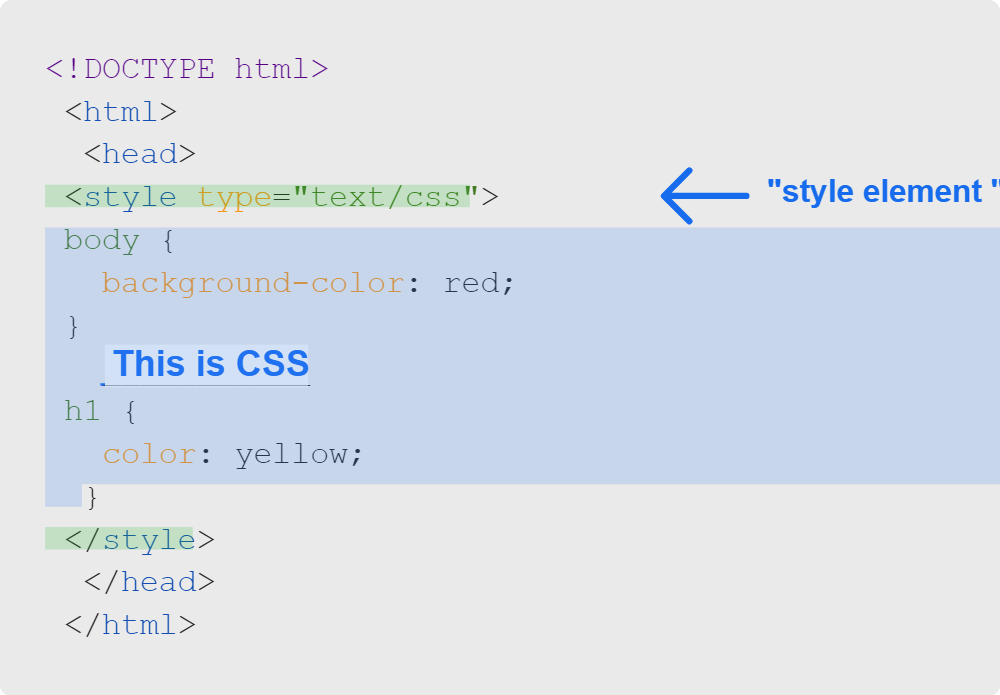 <!DOCTYPE html>
<html>
<head>
<style type="text/css">
"style element "
body {
background-color: red;
}
This is CSS
h1 {
color: yellow;
}
</style>
</head>
</html>